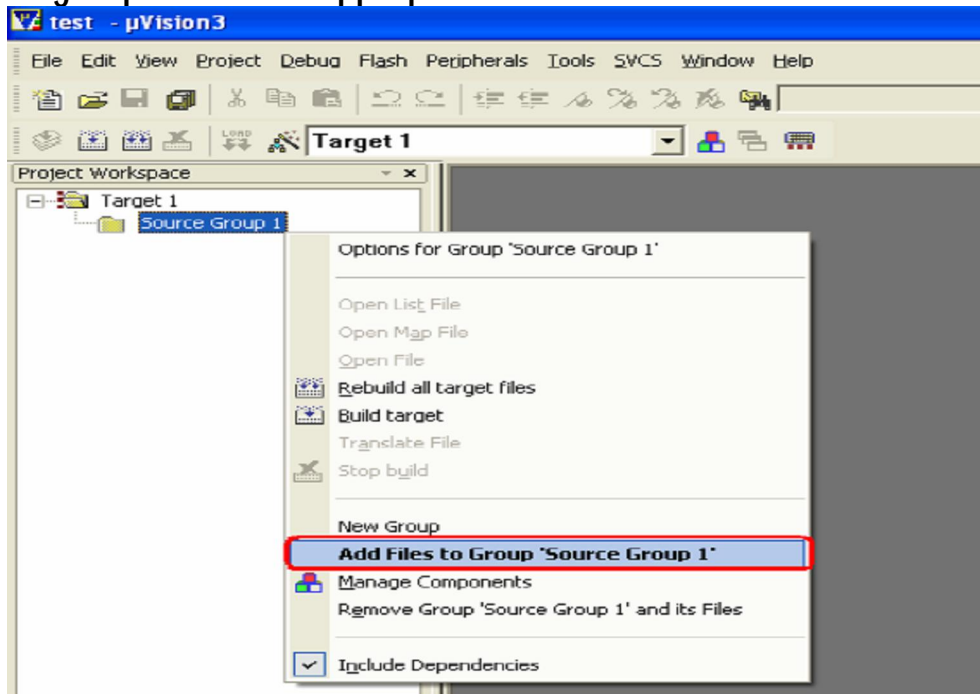 test - µVision3
File Edit View Project Debug Flash Peripherals Tools SVCS Window Help
LOAD Target 1
Project Workspace
Target 1
Source Group 1
Options for Group 'Source Group 1'
Open List File
Open Map File
Open File
Rebuild all target files
Build target
Translate File
Stop build
New Group
Add Files to Group 'Source Group 1'
Manage Components
Remove Group 'Source Group 1' and its Files
Include Dependencies